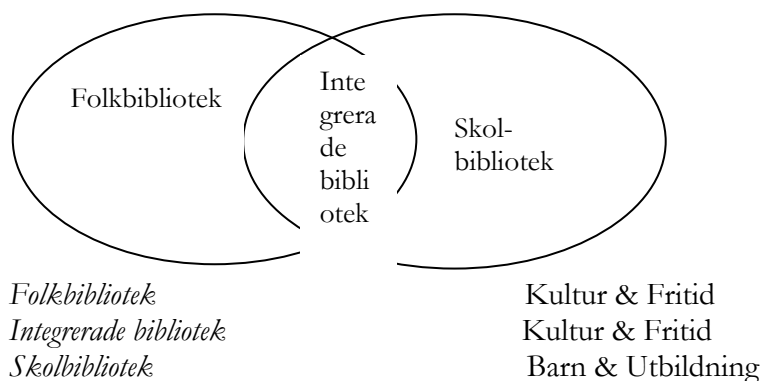 Folkbibliotek
Inte
grera
de
bibli
otek
Skol-
bibliotek
Folkbibliotek Kultur & Fritid
Integrerade bibliotek Kultur & Fritid
Skolbibliotek Barn & Utbildning